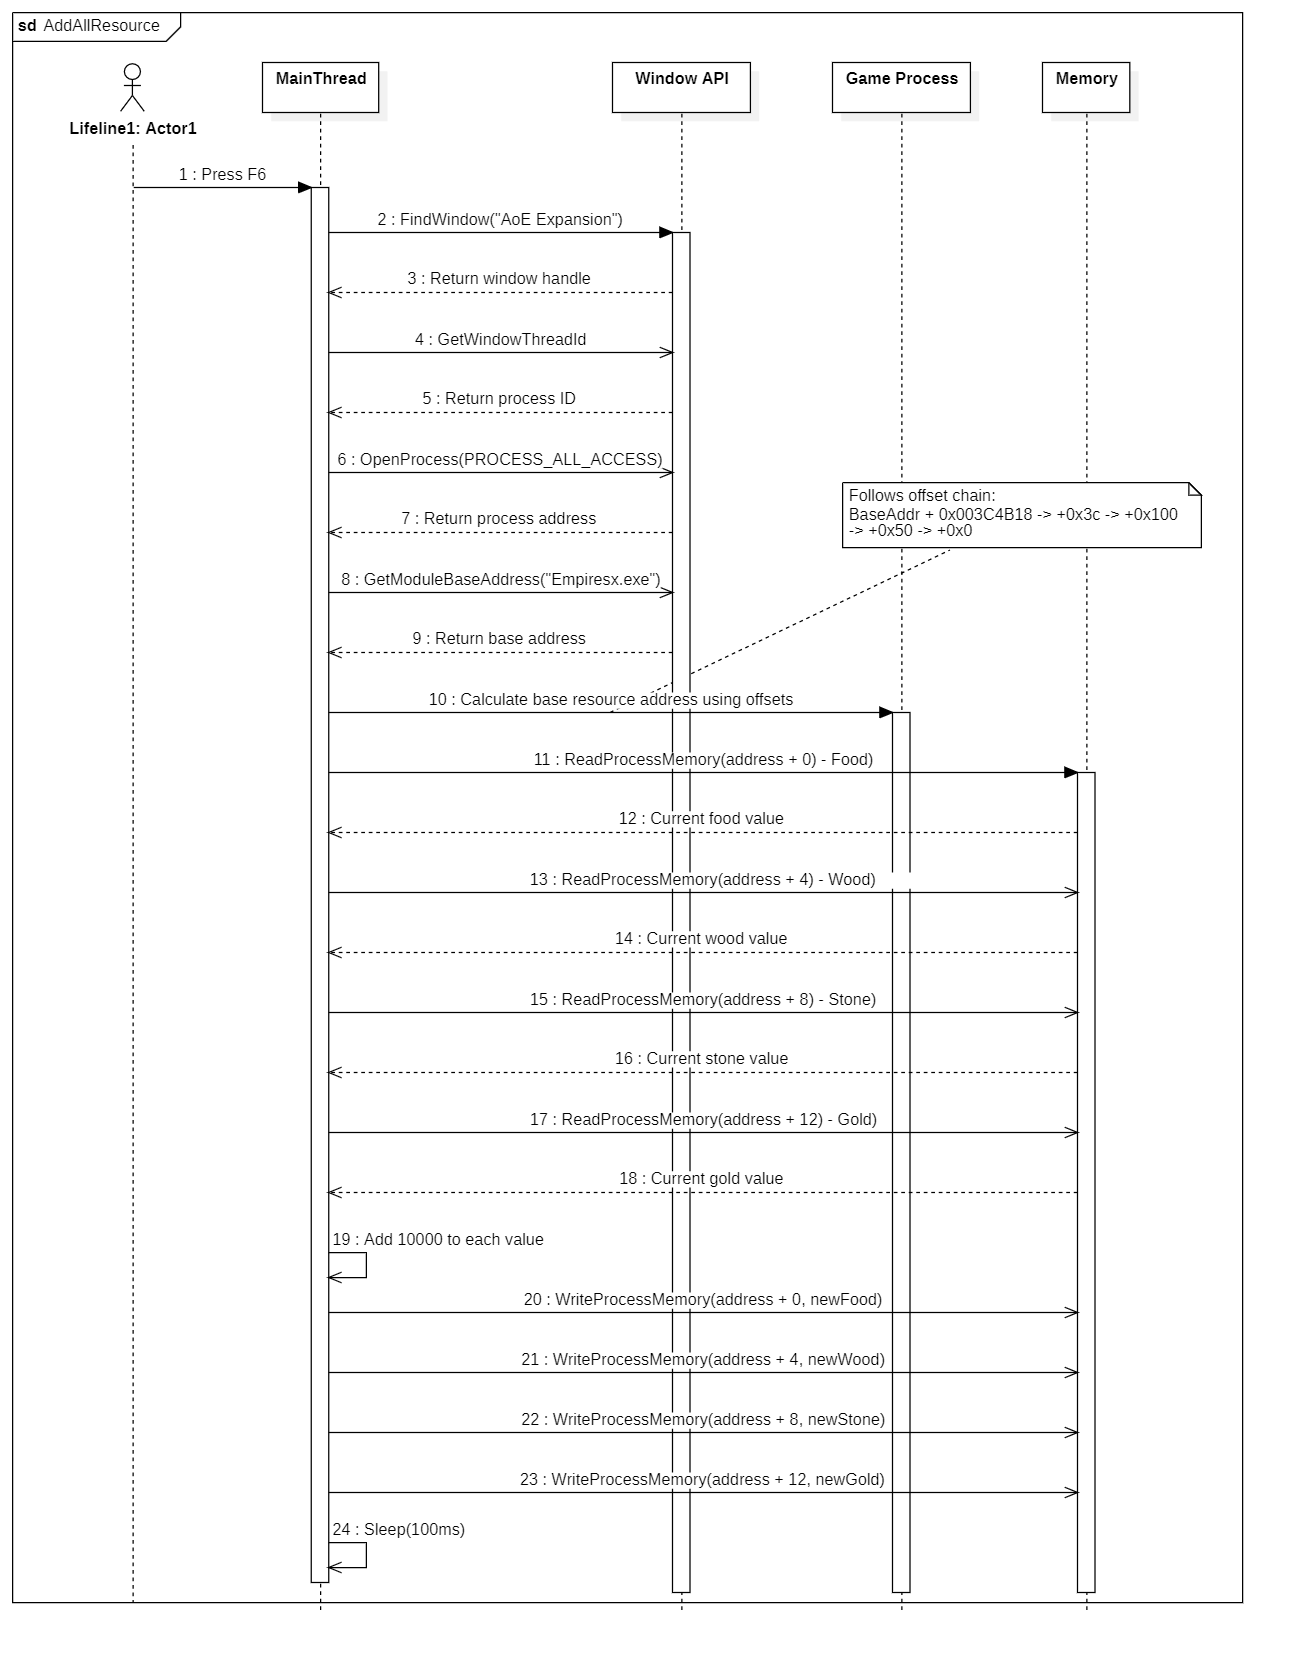 sd AddAllResource
MainThread
Window API
Game Process
Memory
Lifeline1: Actor1
1 : Press F6
2 : FindWindow("AoE Expansion")
3 : Return window handle
4 : GetWindowThreadId
5 : Return process ID
6 : OpenProcess(PROCESS_ALL_ACCESS)
Follows offset chain:
BaseAddr + 0x003C4B18 -> +0x3c -> +0x100
-> +0x50 -> +0x0
7 : Return process address
8 : GetModuleBaseAddress("Empiresx.exe")
9 : Return base address
10 : Calculate base resource address using offsets
11 : ReadProcessMemory(address + 0) - Food)
12 : Current food value
13 : ReadProcessMemory(address + 4) - Wood)
14 : Current wood value
15 : ReadProcessMemory(address + 8) - Stone)
16 : Current stone value
17 : ReadProcessMemory(address + 12) - Gold)
18 : Current gold value
19 : Add 10000 to each value
20 : WriteProcessMemory(address + 0, newFood)
21 : WriteProcessMemory(address + 4, newWood)
22 : WriteProcessMemory(address + 8, newStone)
23 : WriteProcessMemory(address + 12, newGold)
24 : Sleep(100ms)